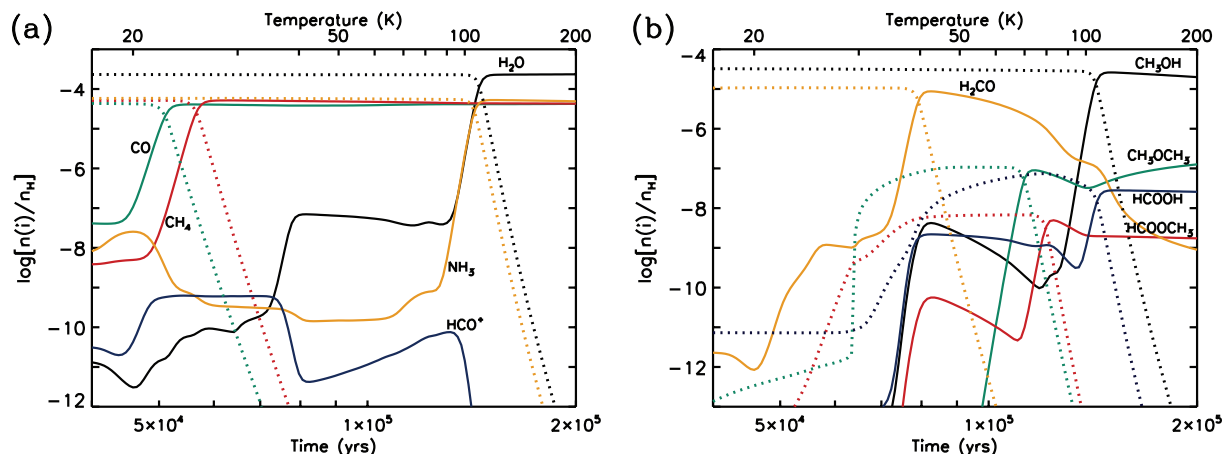 (a)
Temperature (K)
20
50
100
200
H₂O
CO
CH₄
NH₃
HCO⁺
log[n(i)/n_H]
−4
−6
−8
−10
−12
5×10⁴
1×10⁵
2×10⁵
Time (yrs)
(b)
Temperature (K)
20
50
100
200
CH₃OH
H₂CO
CH₃OCH₃
HCOOH
HCOOCH₃
log[n(i)/n_H]
−4
−6
−8
−10
−12
5×10⁴
1×10⁵
2×10⁵
Time (yrs)